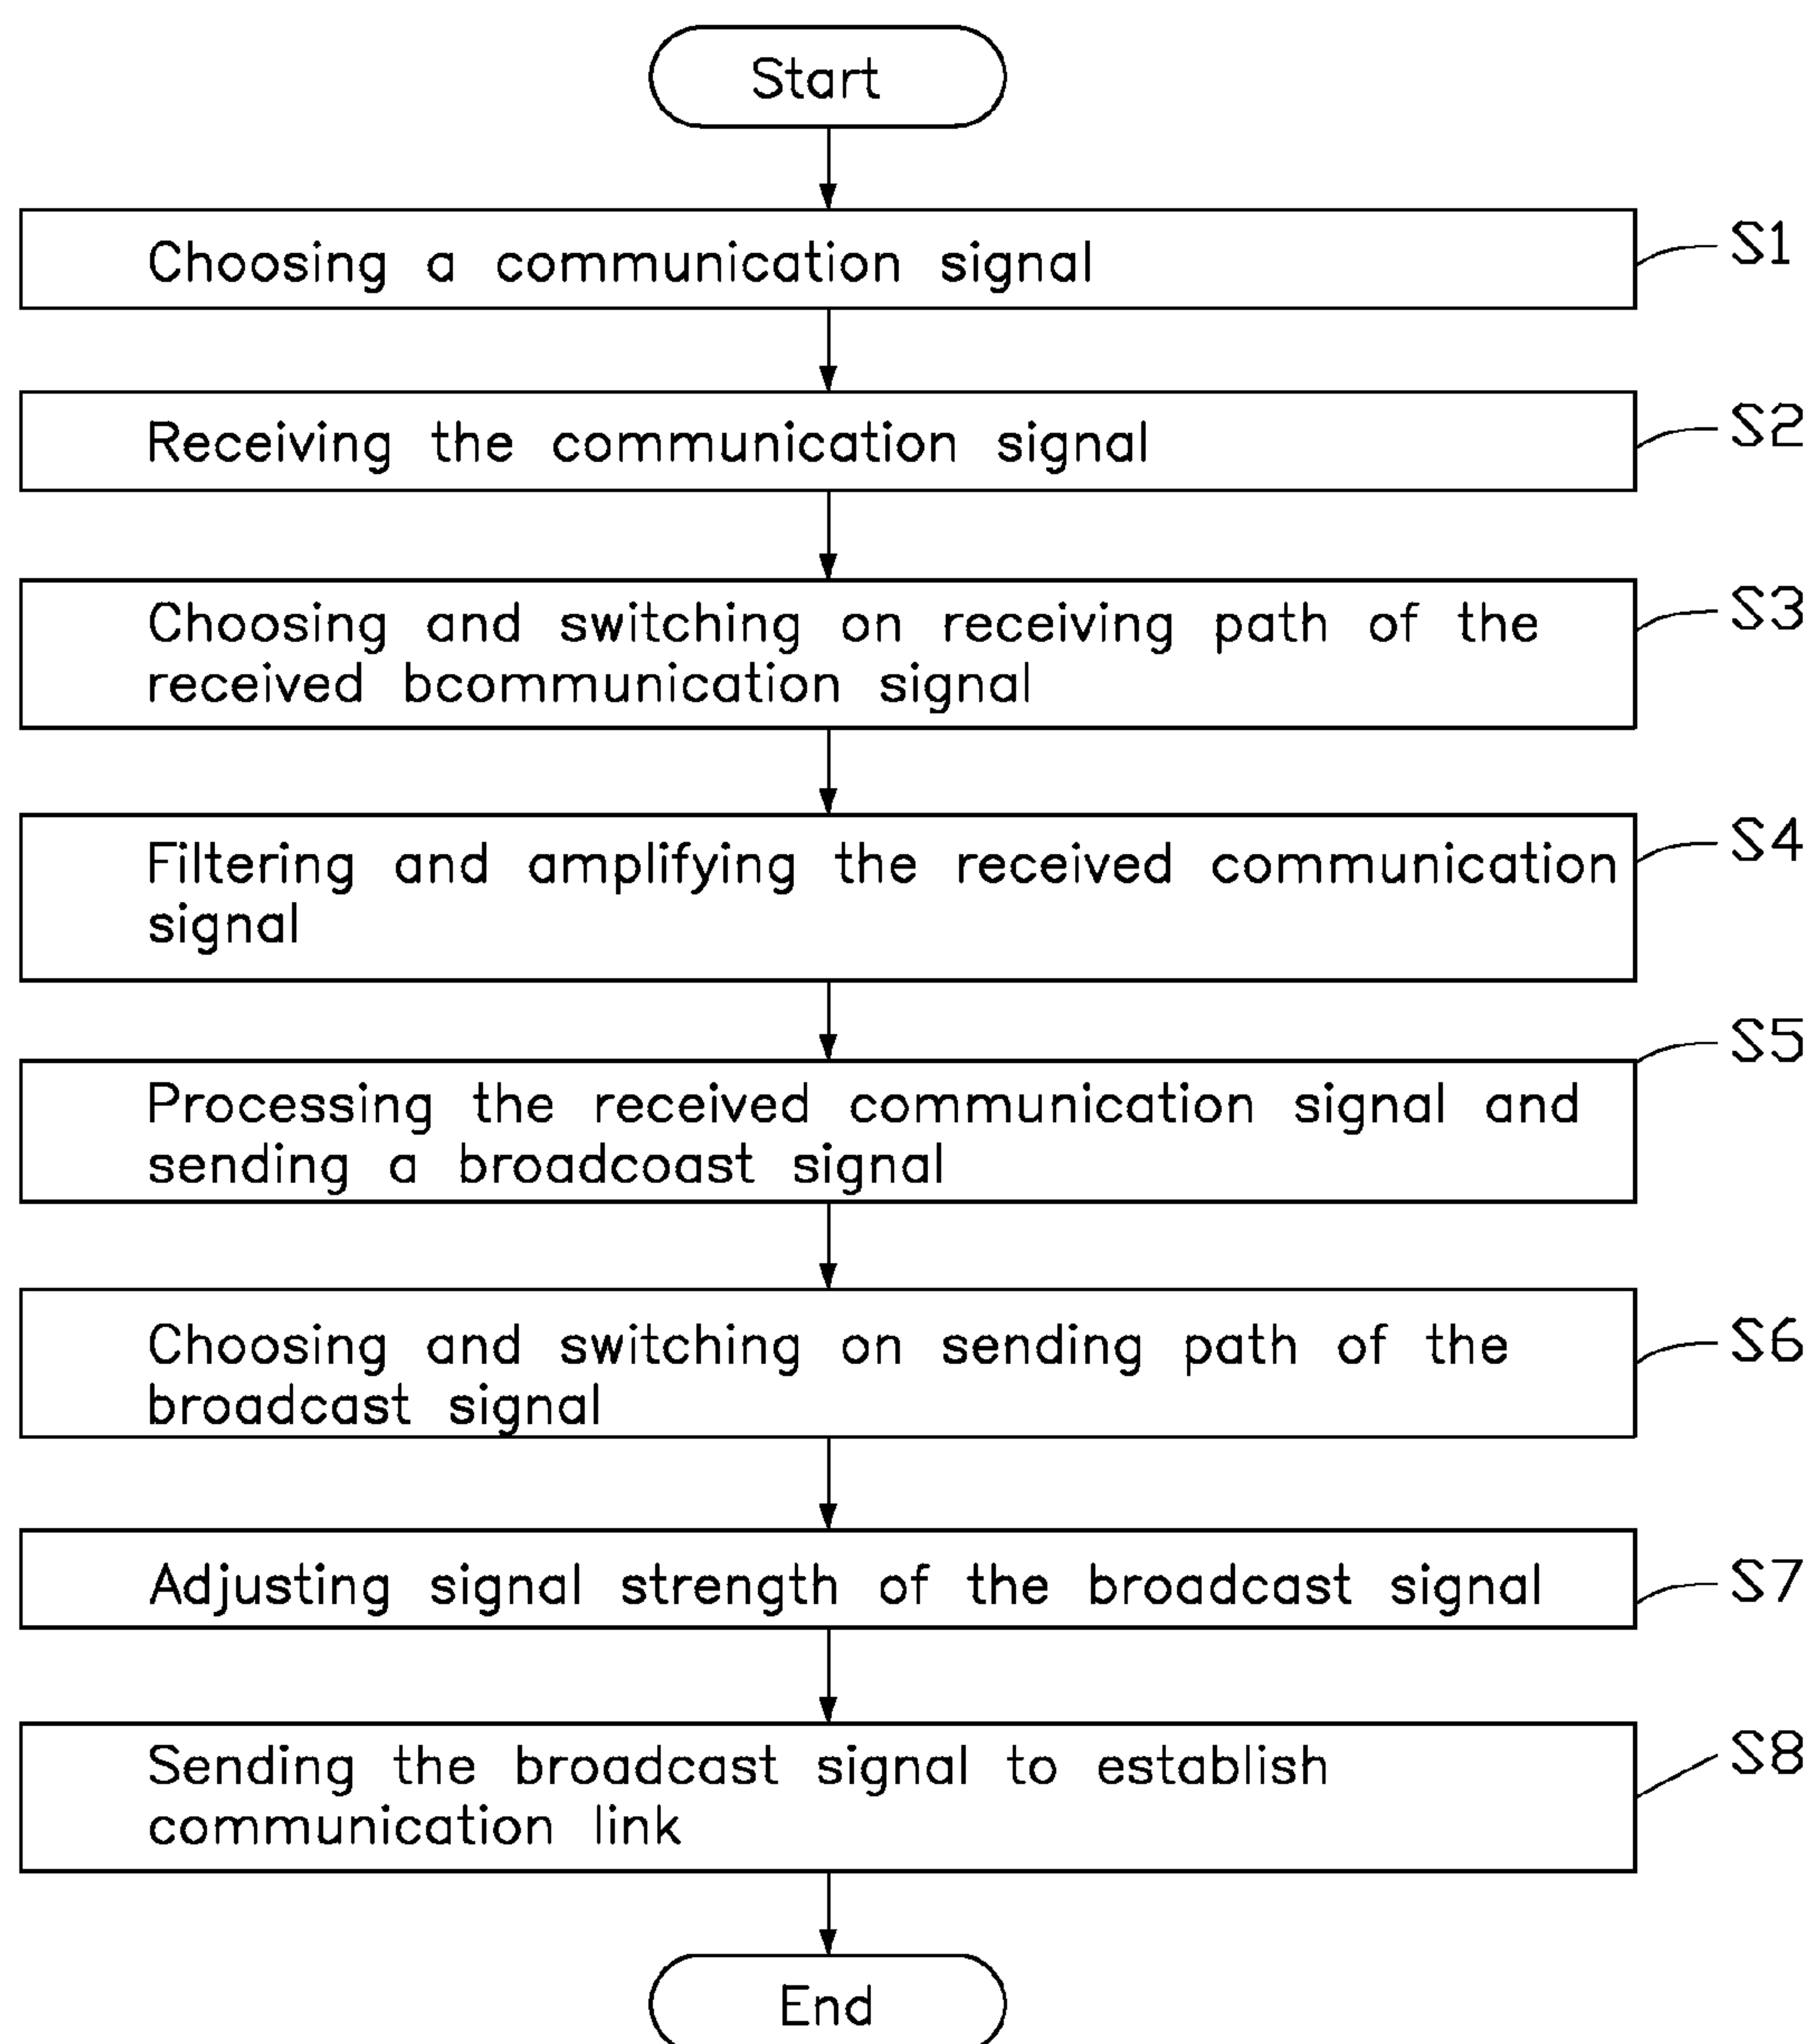 Start
Choosing a communication signal
S1
Receiving the communication signal
S2
Choosing and switching on receiving path of the
received bcommunication signal
S3
Filtering and amplifying the received communication
signal
S4
Processing the received communication signal and
sending a broadcoast signal
S5
Choosing and switching on sending path of the
broadcast signal
S6
Adjusting signal strength of the broadcast signal
S7
Sending the broadcast signal to establish
communication link
S8
End